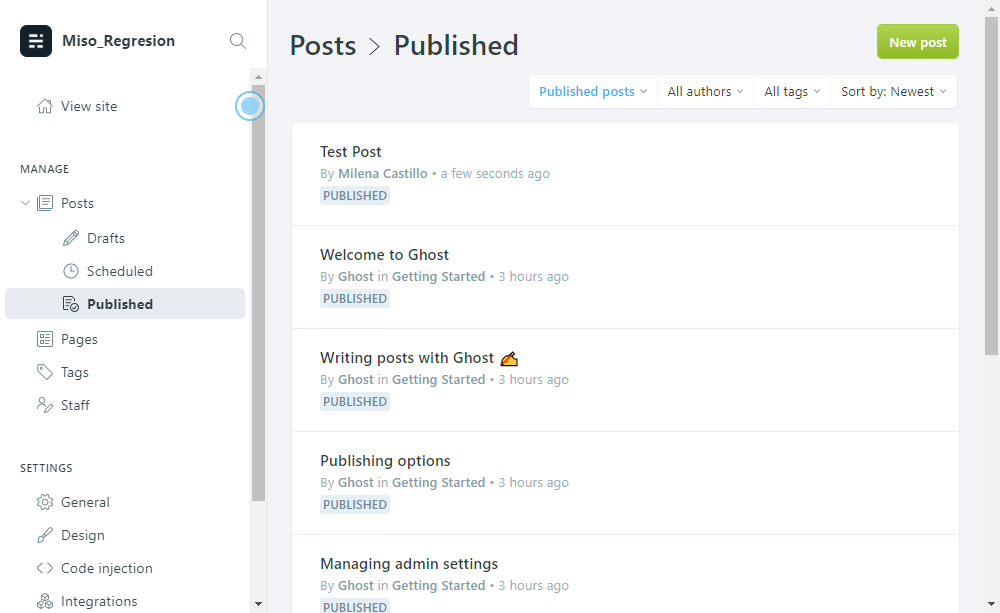 Miso_Regresion
View site
MANAGE
Posts
Drafts
Scheduled
Published
Pages
Tags
Staff
SETTINGS
General
Design
Code injection
Integrations
Posts > Published
New post
Published posts
All authors
All tags
Sort by: Newest
Test Post
By Milena Castillo • a few seconds ago
PUBLISHED
Welcome to Ghost
By Ghost in Getting Started • 3 hours ago
PUBLISHED
Writing posts with Ghost ✍️
By Ghost in Getting Started • 3 hours ago
PUBLISHED
Publishing options
By Ghost in Getting Started • 3 hours ago
PUBLISHED
Managing admin settings
By Ghost in Getting Started • 3 hours ago
PUBLISHED